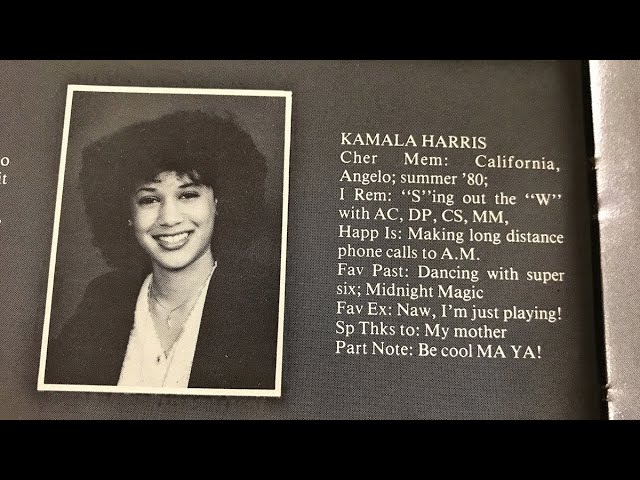 o
it
KAMALA HARRIS
Cher Mem: California,
Angelo; summer '80;
I Rem: "S"ing out the "W"
with AC, DP, CS, MM,
Happ Is: Making long distance
phone calls to A.M.
Fav Past: Dancing with super
six; Midnight Magic
Fav Ex: Naw, I'm just playing!
Sp Thks to: My mother
Part Note: Be cool MA YA!